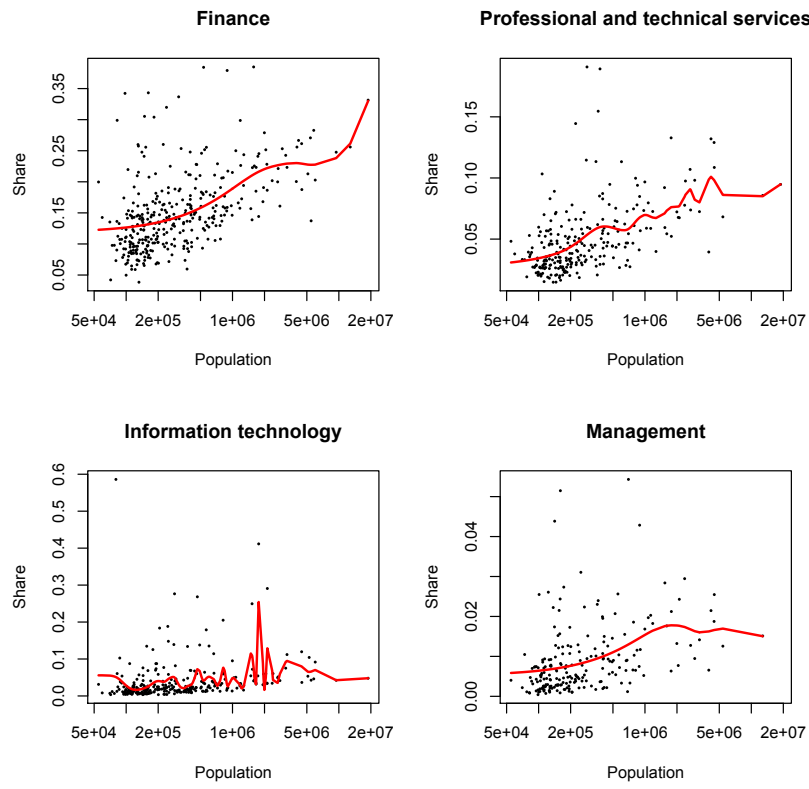 Finance
Share
0.05 0.15 0.25 0.35
5e+04 2e+05 1e+06 5e+06 2e+07
Population
Professional and technical services
Share
0.05 0.10 0.15
5e+04 2e+05 1e+06 5e+06 2e+07
Population
Information technology
Share
0.0 0.1 0.2 0.3 0.4 0.5 0.6
5e+04 2e+05 1e+06 5e+06 2e+07
Population
Management
Share
0.00 0.02 0.04
5e+04 2e+05 1e+06 5e+06 2e+07
Population